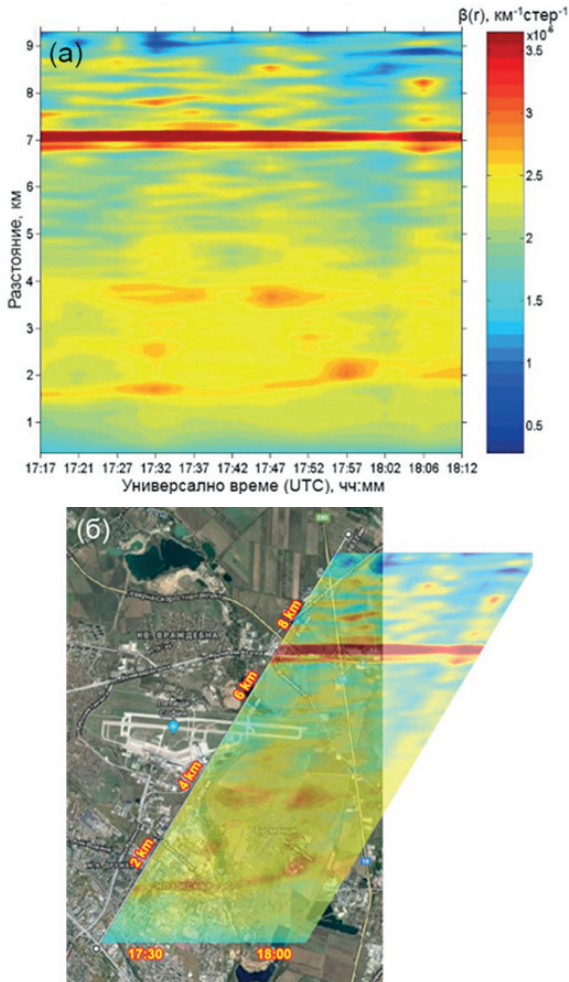 β(r), км⁻¹стер⁻¹
x10⁶
(а)
9
8
7
6
5
4
3
2
1
Разстояние, км
3.5
3
2.5
2
1.5
1
0.5
17:17 17:21 17:27 17:32 17:37 17:42 17:47 17:52 17:57 18:02 18:06 18:12
Универсално време (UTC), чч:мм
(б)
8 km
КВ. ВРАЖДЕБНА
6 km
4 km
2 km
17:30 18:00